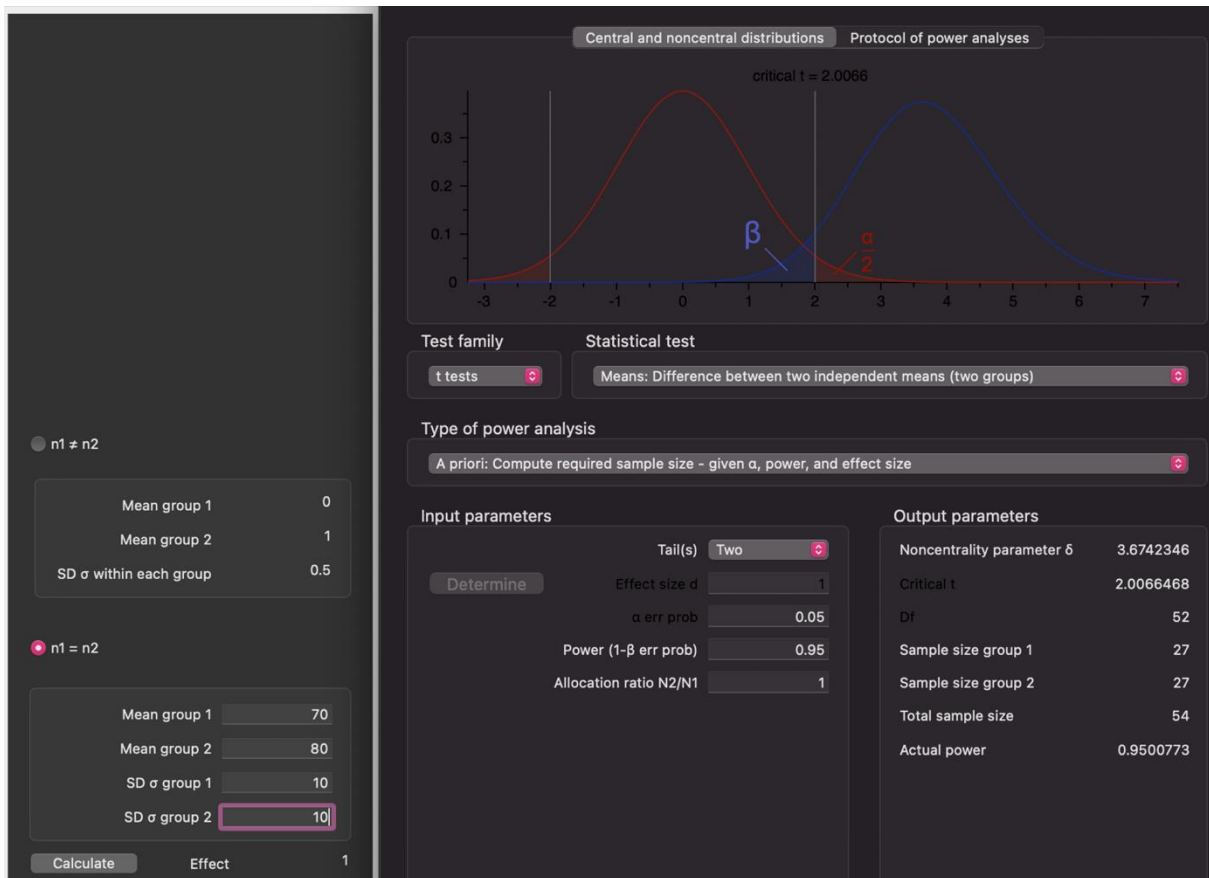 n1 ≠ n2
Mean group 1 0
Mean group 2 1
SD σ within each group 0.5
n1 = n2
Mean group 1 70
Mean group 2 80
SD σ group 1 10
SD σ group 2 10
Calculate Effect 1
Central and noncentral distributions Protocol of power analyses
critical t = 2.0066
0.3
0.2
0.1
0
β
α
2
-3 -2 -1 0 1 2 3 4 5 6 7
Test family Statistical test
t tests Means: Difference between two independent means (two groups)
Type of power analysis
A priori: Compute required sample size - given α, power, and effect size
Input parameters
Tail(s) Two
Determine Effect size d 1
α err prob 0.05
Power (1-β err prob) 0.95
Allocation ratio N2/N1 1
Output parameters
Noncentrality parameter δ 3.6742346
Critical t 2.0066468
Df 52
Sample size group 1 27
Sample size group 2 27
Total sample size 54
Actual power 0.9500773